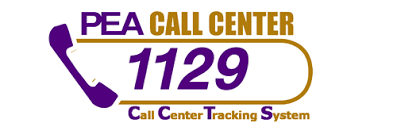 PEA CALL CENTER
1129
Call Center Tracking System